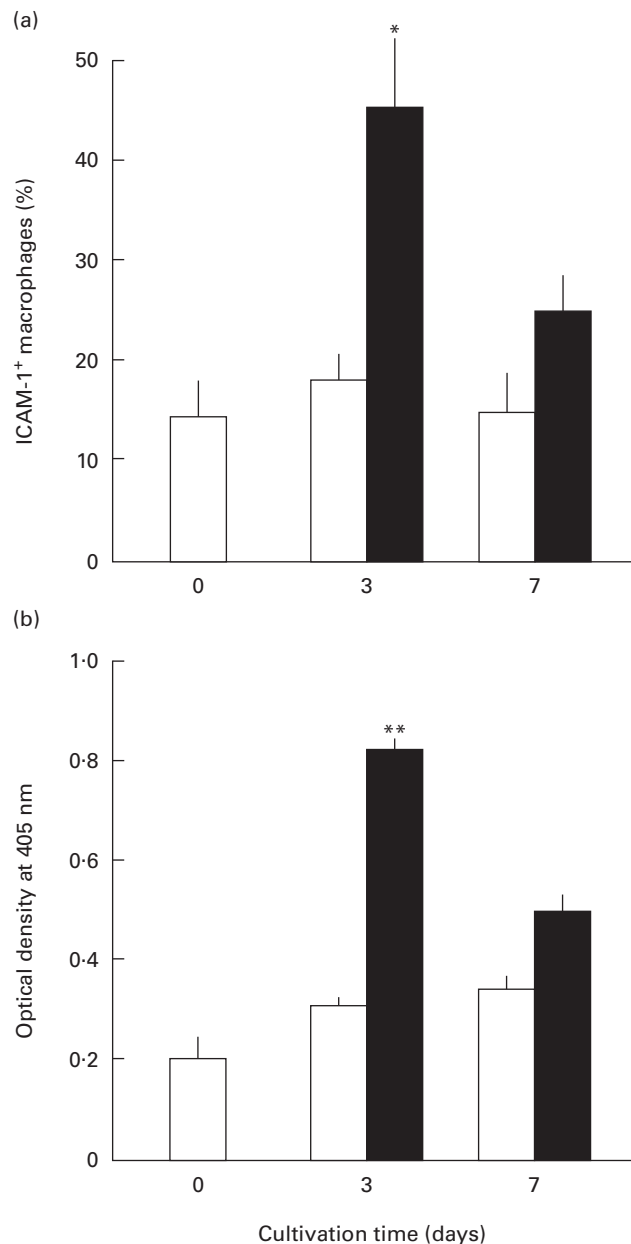 (a)
ICAM-1+ macrophages (%)
50
40
30
20
10
0
*
0 3 7
(b)
Optical density at 405 nm
1·0
0·8
0·6
0·4
0·2
0
**
0 3 7
Cultivation time (days)